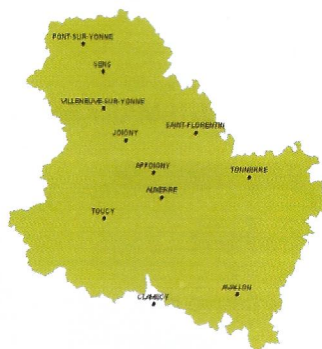 PONT-SUR-YONNE
SENS
VILLENEUVE-SUR-YONNE
SAINT-FLORENTIN
JOIGNY
APPOIGNY
TONNERRE
AUXERRE
TOUCY
AVALLON
CLAMECY